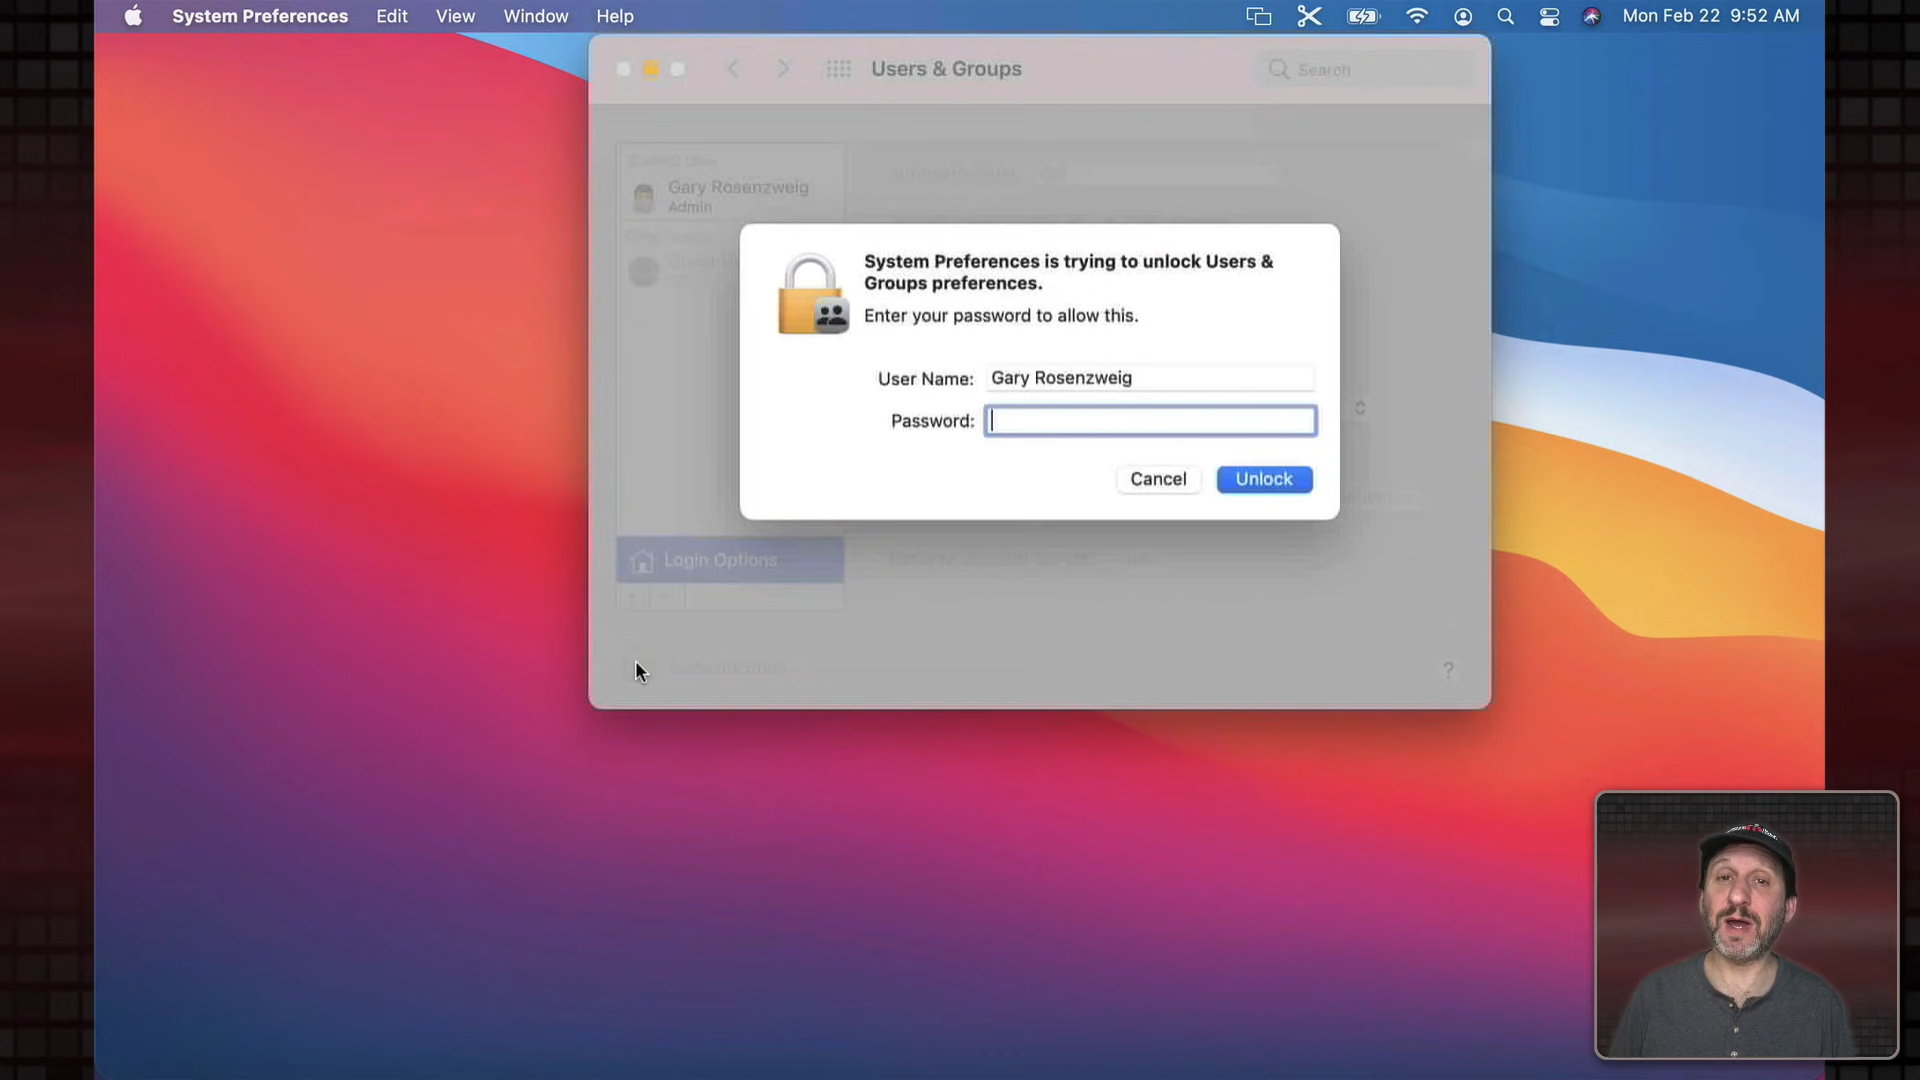 System Preferences Edit View Window Help Mon Feb 22 9:52 AM
Users & Groups Search
Gary Rosenzweig
Admin
System Preferences is trying to unlock Users &
Groups preferences.
Enter your password to allow this.
User Name: Gary Rosenzweig
Password:
Cancel Unlock
Login Options
?